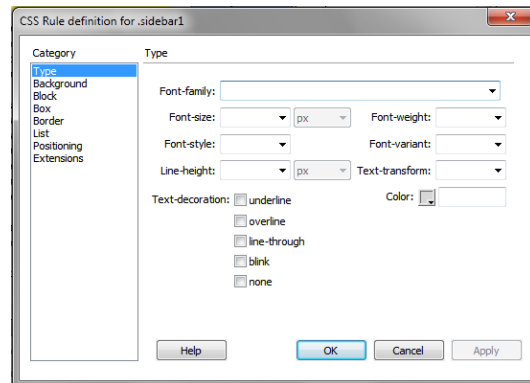 CSS Rule definition for .sidebar1
Category
Type
Background
Block
Box
Border
List
Positioning
Extensions
Type
Font-family:
Font-size: px Font-weight:
Font-style: Font-variant:
Line-height: px Text-transform:
Text-decoration: underline Color:
overline
line-through
blink
none
Help OK Cancel Apply